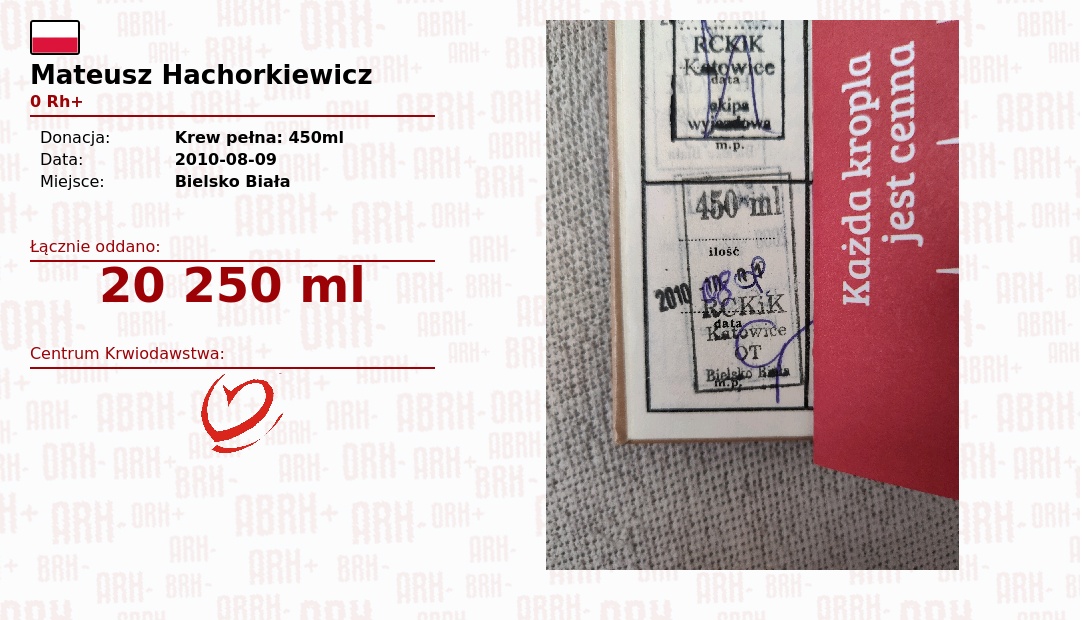 Mateusz Hachorkiewicz
0 Rh+
Donacja: Krew pełna: 450ml
Data: 2010-08-09
Miejsce: Bielsko Biała
Łącznie oddano:
20 250 ml
Centrum Krwiodawstwa:
RCKiK
Katowice
data
ekipa
wyjazdowa
m.p.
450 ml
ilość
2010 08 09
RCKiK
data
Katowice
OT
Bielsko Biała
m.p.
Każda kropla
jest cenna